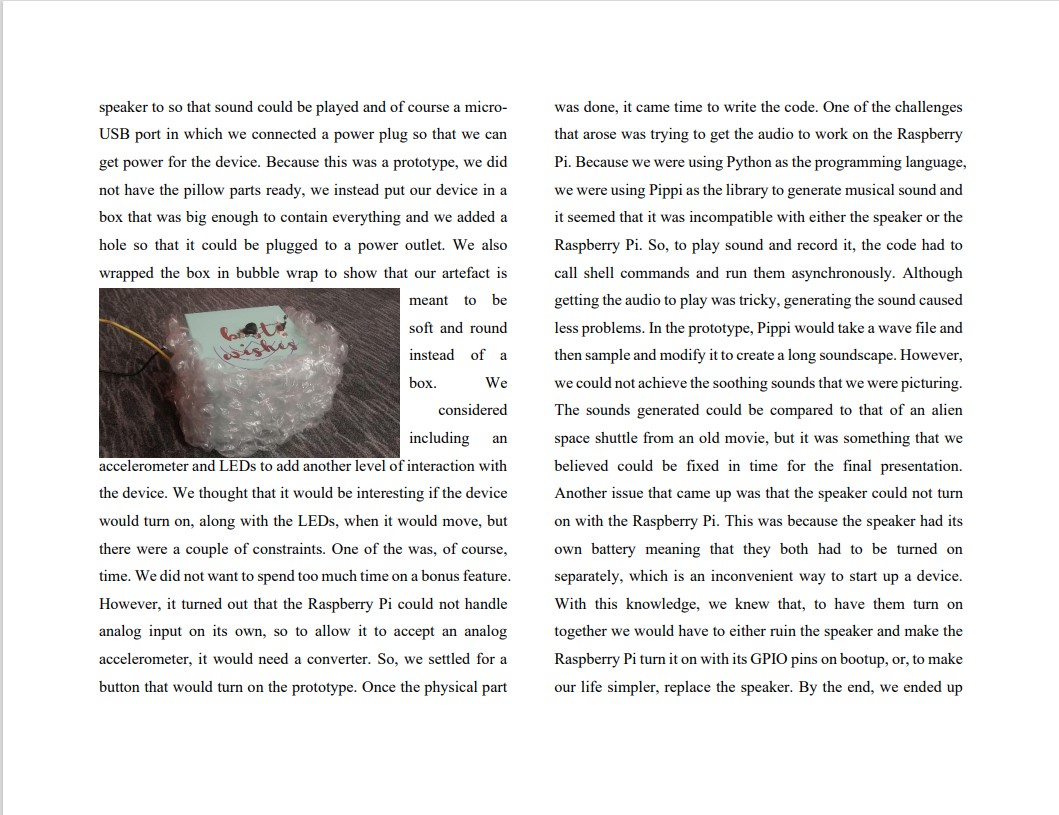 speaker to so that sound could be played and of course a micro-
USB port in which we connected a power plug so that we can
get power for the device. Because this was a prototype, we did
not have the pillow parts ready, we instead put our device in a
box that was big enough to contain everything and we added a
hole so that it could be plugged to a power outlet. We also
wrapped the box in bubble wrap to show that our artefact is
meant to be
soft and round
instead of a
box. We
considered
including an
best
wishes
accelerometer and LEDs to add another level of interaction with
the device. We thought that it would be interesting if the device
would turn on, along with the LEDs, when it would move, but
there were a couple of constraints. One of the was, of course,
time. We did not want to spend too much time on a bonus feature.
However, it turned out that the Raspberry Pi could not handle
analog input on its own, so to allow it to accept an analog
accelerometer, it would need a converter. So, we settled for a
button that would turn on the prototype. Once the physical part
was done, it came time to write the code. One of the challenges
that arose was trying to get the audio to work on the Raspberry
Pi. Because we were using Python as the programming language,
we were using Pippi as the library to generate musical sound and
it seemed that it was incompatible with either the speaker or the
Raspberry Pi. So, to play sound and record it, the code had to
call shell commands and run them asynchronously. Although
getting the audio to play was tricky, generating the sound caused
less problems. In the prototype, Pippi would take a wave file and
then sample and modify it to create a long soundscape. However,
we could not achieve the soothing sounds that we were picturing.
The sounds generated could be compared to that of an alien
space shuttle from an old movie, but it was something that we
believed could be fixed in time for the final presentation.
Another issue that came up was that the speaker could not turn
on with the Raspberry Pi. This was because the speaker had its
own battery meaning that they both had to be turned on
separately, which is an inconvenient way to start up a device.
With this knowledge, we knew that, to have them turn on
together we would have to either ruin the speaker and make the
Raspberry Pi turn it on with its GPIO pins on bootup, or, to make
our life simpler, replace the speaker. By the end, we ended up